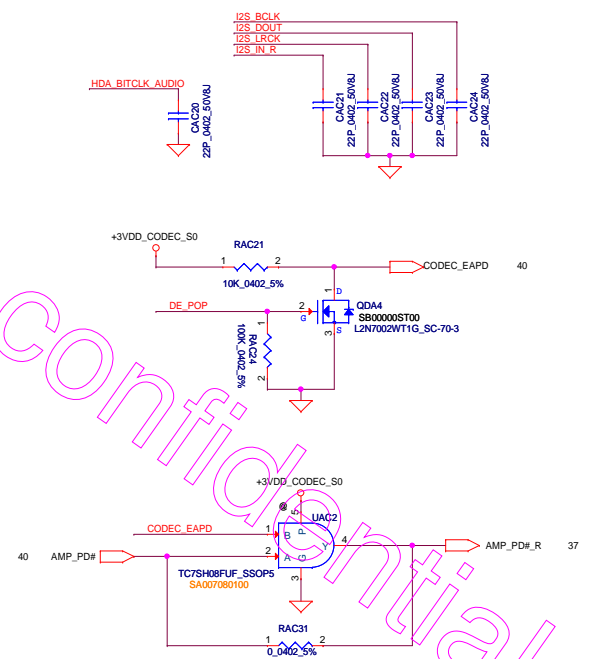 I2S_BCLK
I2S_DOUT
I2S_LRCK
I2S_IN_R
HDA_BITCLK_AUDIO
CAC20
22P_0402_50V8J
CAC21
22P_0402_50V8J
CAC22
22P_0402_50V8J
CAC23
22P_0402_50V8J
CAC24
22P_0402_50V8J
+3VDD_CODEC_S0
RAC21
1 2
10K_0402_5%
CODEC_EAPD 40
DE_POP
1
D
2
G
3
S
QDA4
SB00000ST00
L2N7002WT1G_SC-70-3
1
2
RAC24
100K_0402_5%
confidential
+3VDD_CODEC_S0
@
5
UAC2
CODEC_EAPD
1
B
P
40 AMP_PD#
2
A
G
Y
4
AMP_PD#_R 37
3
TC7SH08FUF_SSOP5
SA007080100
RAC31
1 2
0_0402_5%